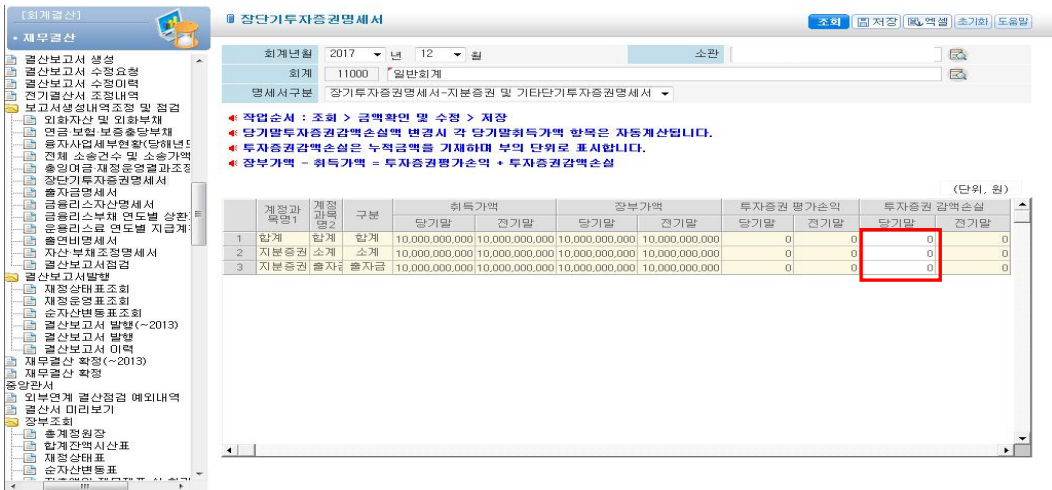 [회계결산]
• 재무결산
결산보고서 생성
결산보고서 수정요청
결산보고서 수정이력
전기결산서 조정내역
보고서생성내역조정 및 점검
외화자산 및 외화부채
연금·보험·보증충당부채
융자사업세부현황(당해년도
전체 소송건수 및 소송가액
총잉여금·재정운영결과조정
장단기투자증권명세서
출자금명세서
금융리스자산명세서
금융리스부채 연도별 상환
운용리스료 연도별 지급계
출연비명세서
자산·부채조정명세서
결산보고서점검
결산보고서발행
재정상태표조회
재정운영표조회
순자산변동표조회
결산보고서 발행(~2013)
결산보고서 발행
결산보고서 이력
재무결산 확정(~2013)
재무결산 확정
중앙관서
외부연계 결산점검 예외내역
결산서 미리보기
장부조회
총계정원장
합계잔액시산표
재정상태표
순자산변동표
장단기투자증권명세서
조회 저장 엑셀 초기화 도움말
회계년월 2017 년 12 월 소관
회계 11000 일반회계
명세서구분 장기투자증권명세서-지분증권 및 기타단기투자증권명세서
작업순서 : 조회 > 금액확인 및 수정 > 저장
당기말투자증권감액손실액 변경시 각 당기말취득가액 항목은 자동계산됩니다.
투자증권감액손실은 누적금액을 기재하며 부의 단위로 표시합니다.
장부가액 - 취득가액 = 투자증권평가손익 + 투자증권감액손실
(단위, 원)
계정과목명1 계정과목명2 구분 취득가액 장부가액 투자증권 평가손익 투자증권 감액손실
당기말 전기말 당기말 전기말 당기말 전기말 당기말 전기말
1 합계 합계 합계 10,000,000,000 10,000,000,000 10,000,000,000 10,000,000,000 0 0 0 0
2 지분증권 소계 소계 10,000,000,000 10,000,000,000 10,000,000,000 10,000,000,000 0 0 0 0
3 지분증권 출자금 출자금 10,000,000,000 10,000,000,000 10,000,000,000 10,000,000,000 0 0 0 0